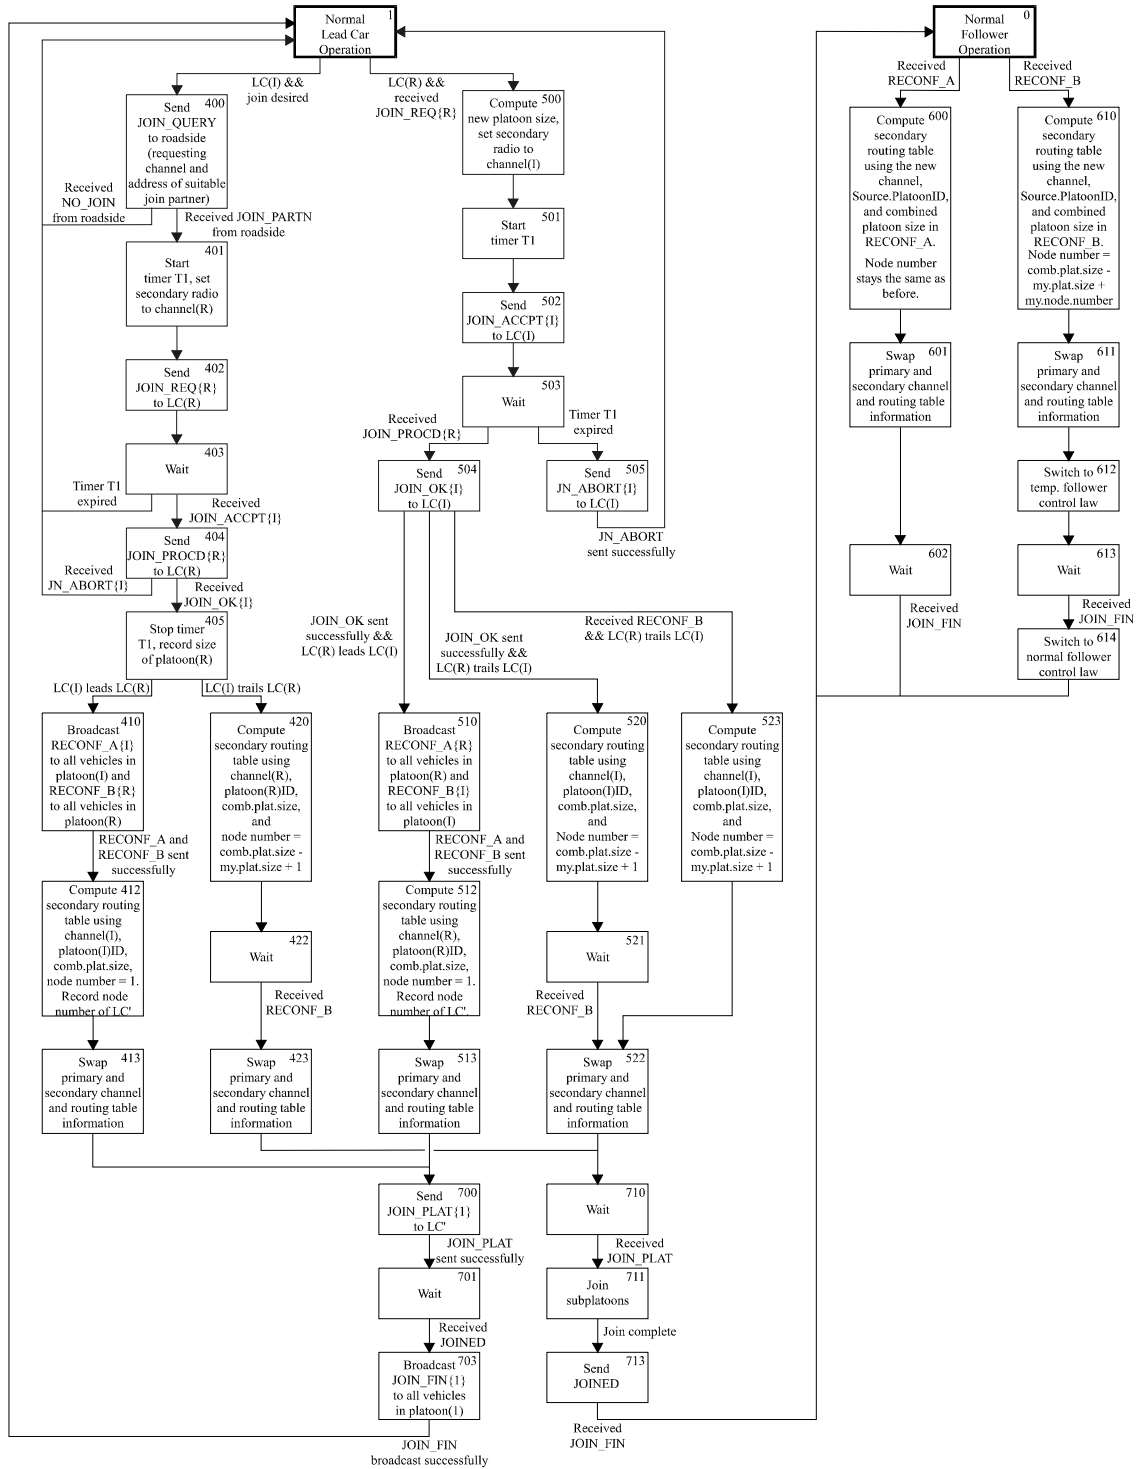 Normal 1
Lead Car
Operation
LC(I) &&
join desired
LC(R) &&
received
JOIN_REQ{R}
Send 400
JOIN_QUERY
to roadside
(requesting
channel and
address of suitable
join partner)
Received
NO_JOIN
from roadside
Received JOIN_PARTN
from roadside
401
Start
timer T1, set
secondary radio
to channel(R)
Send 402
JOIN_REQ{R}
to LC(R)
403
Wait
Timer T1
expired
Received
JOIN_ACCPT{I}
Send 404
JOIN_PROCD{R}
to LC(R)
Received
JN_ABORT{I}
Received
JOIN_OK{I}
405
Stop timer
T1, record size
of platoon(R)
LC(I) leads LC(R)
LC(I) trails LC(R)
Broadcast 410
RECONF_A{I}
to all vehicles in
platoon(I) and
RECONF_B{R}
to all vehicles in
platoon(R)
RECONF_A and
RECONF_B sent
successfully
Compute 412
secondary routing
table using
channel(I),
platoon(I)ID,
comb.plat.size,
node number = 1.
Record node
number of LC'
Swap 413
primary and
secondary channel
and routing table
information
Compute 420
secondary routing
table using
channel(R),
platoon(R)ID,
comb.plat.size,
and
node number =
comb.plat.size -
my.plat.size + 1
422
Wait
Received
RECONF_B
Swap 423
primary and
secondary channel
and routing table
information
Compute 500
new platoon size,
set secondary
radio to
channel(I)
501
Start
timer T1
Send 502
JOIN_ACCPT{I}
to LC(I)
503
Wait
Received
JOIN_PROCD{R}
Timer T1
expired
Send 504
JOIN_OK{I}
to LC(I)
Send 505
JN_ABORT{I}
to LC(I)
JN_ABORT
sent successfully
JOIN_OK sent
successfully &&
LC(R) leads LC(I)
JOIN_OK sent
successfully &&
LC(R) trails LC(I)
Received RECONF_B
&& LC(R) trails LC(I)
Broadcast 510
RECONF_A{R}
to all vehicles in
platoon(R) and
RECONF_B{I}
to all vehicles in
platoon(I)
RECONF_A and
RECONF_B sent
successfully
Compute 512
secondary routing
table using
channel(R),
platoon(R)ID,
comb.plat.size,
node number = 1.
Record node
number of LC'.
Swap 513
primary and
secondary channel
and routing table
information
Compute 520
secondary routing
table using
channel(I),
platoon(I)ID,
comb.plat.size,
and
Node number =
comb.plat.size -
my.plat.size + 1
521
Wait
Received
RECONF_B
Swap 522
primary and
secondary channel
and routing table
information
Compute 523
secondary routing
table using
channel(I),
platoon(I)ID,
comb.plat.size,
and
Node number =
comb.plat.size -
my.plat.size + 1
Send 700
JOIN_PLAT{1}
to LC'
JOIN_PLAT
sent successfully
701
Wait
Received
JOINED
Broadcast 703
JOIN_FIN{1}
to all vehicles
in platoon(1)
JOIN_FIN
broadcast successfully
710
Wait
Received
JOIN_PLAT
711
Join
subplatoons
Join complete
713
Send
JOINED
Received
JOIN_FIN
Normal 0
Follower
Operation
Received
RECONF_A
Received
RECONF_B
Compute 600
secondary
routing table
using the new
channel,
Source.PlatoonID,
and combined
platoon size in
RECONF_A.
Node number
stays the same as
before.
Swap 601
primary and
secondary channel
and routing table
information
602
Wait
Received
JOIN_FIN
Compute 610
secondary
routing table
using the new
channel,
Source.PlatoonID,
and combined
platoon size in
RECONF_B.
Node number =
comb.plat.size -
my.plat.size +
my.node.number
Swap 611
primary and
secondary channel
and routing table
information
Switch to 612
temp. follower
control law
613
Wait
Received
JOIN_FIN
Switch to 614
normal follower
control law